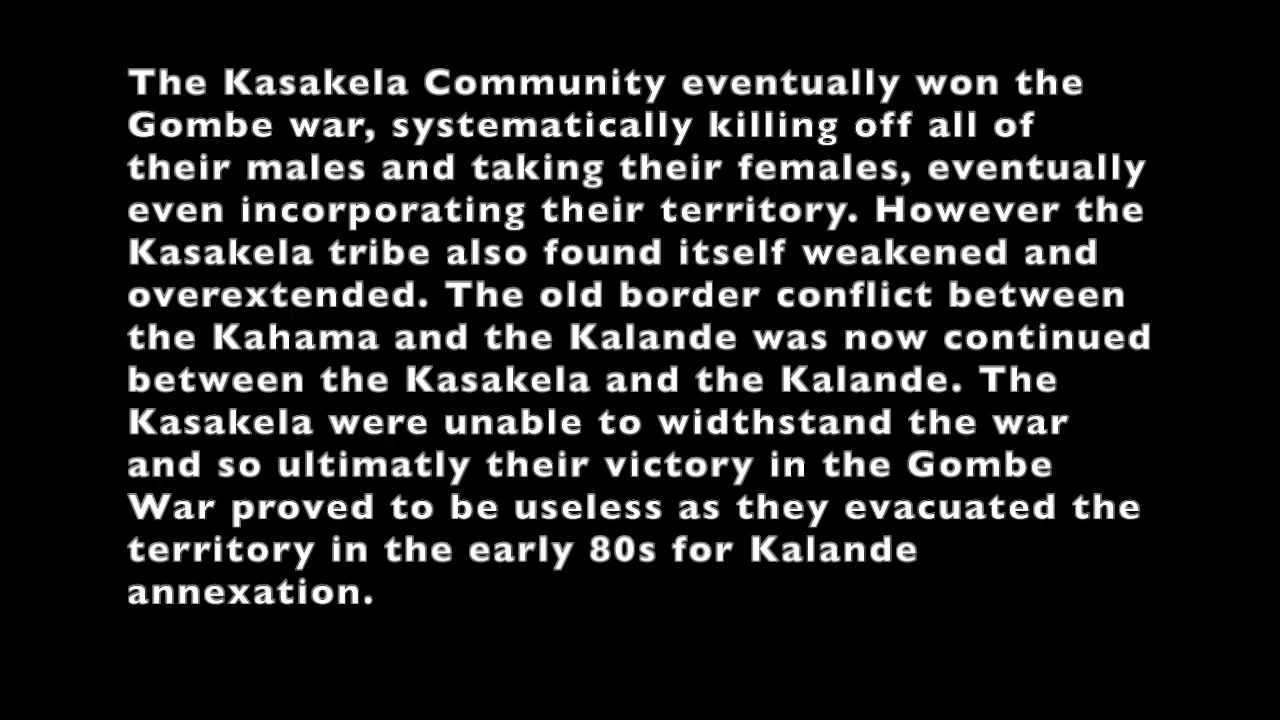 The Kasakela Community eventually won the
Gombe war, systematically killing off all of
their males and taking their females, eventually
even incorporating their territory. However the
Kasakela tribe also found itself weakened and
overextended. The old border conflict between
the Kahama and the Kalande was now continued
between the Kasakela and the Kalande. The
Kasakela were unable to widthstand the war
and so ultimatly their victory in the Gombe
War proved to be useless as they evacuated the
territory in the early 80s for Kalande
annexation.